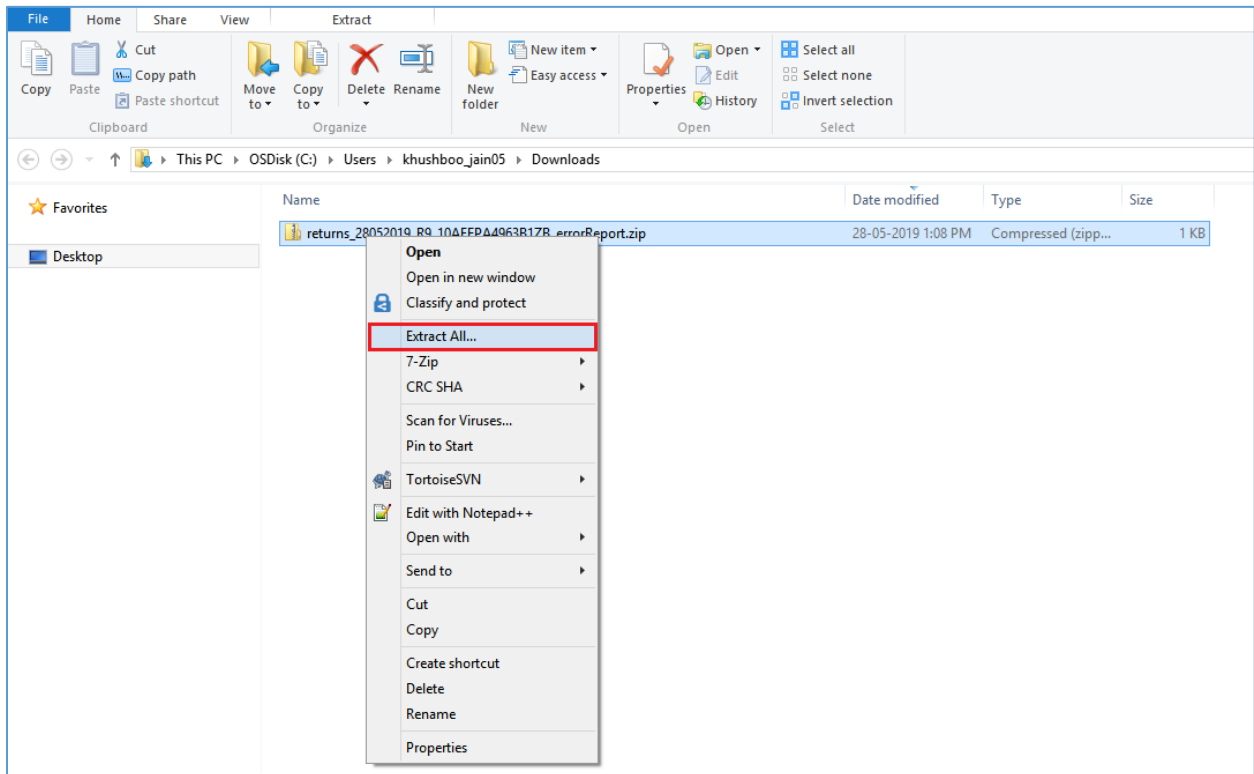 File Home Share View Extract
Cut
Copy path
Paste shortcut
Copy Paste
Move to
Copy to
Delete Rename
New folder
New item
Easy access
Properties
Open
Edit
History
Select all
Select none
Invert selection
Clipboard Organize New Open Select
This PC OSDisk (C:) Users khushboo_jain05 Downloads
Favorites
Desktop
Name Date modified Type Size
errorReport.zip 28-05-2019 1:08 PM Compressed (zipp... 1 KB
Open
Open in new window
Classify and protect
Extract All...
7-Zip
CRC SHA
Scan for Viruses...
Pin to Start
TortoiseSVN
Edit with Notepad++
Open with
Send to
Cut
Copy
Create shortcut
Delete
Rename
Properties